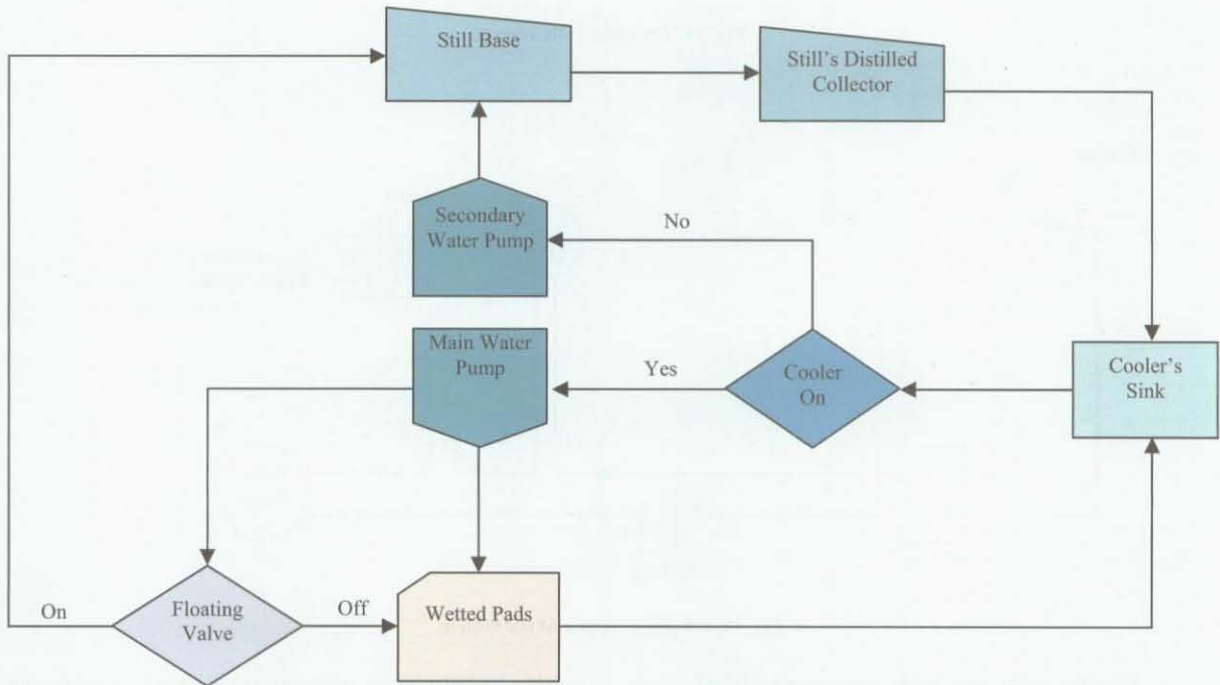 Still Base
Still's Distilled
Collector
Secondary
Water Pump
No
Main Water
Pump
Yes
Cooler
On
Cooler's
Sink
On
Floating
Valve
Off
Wetted Pads